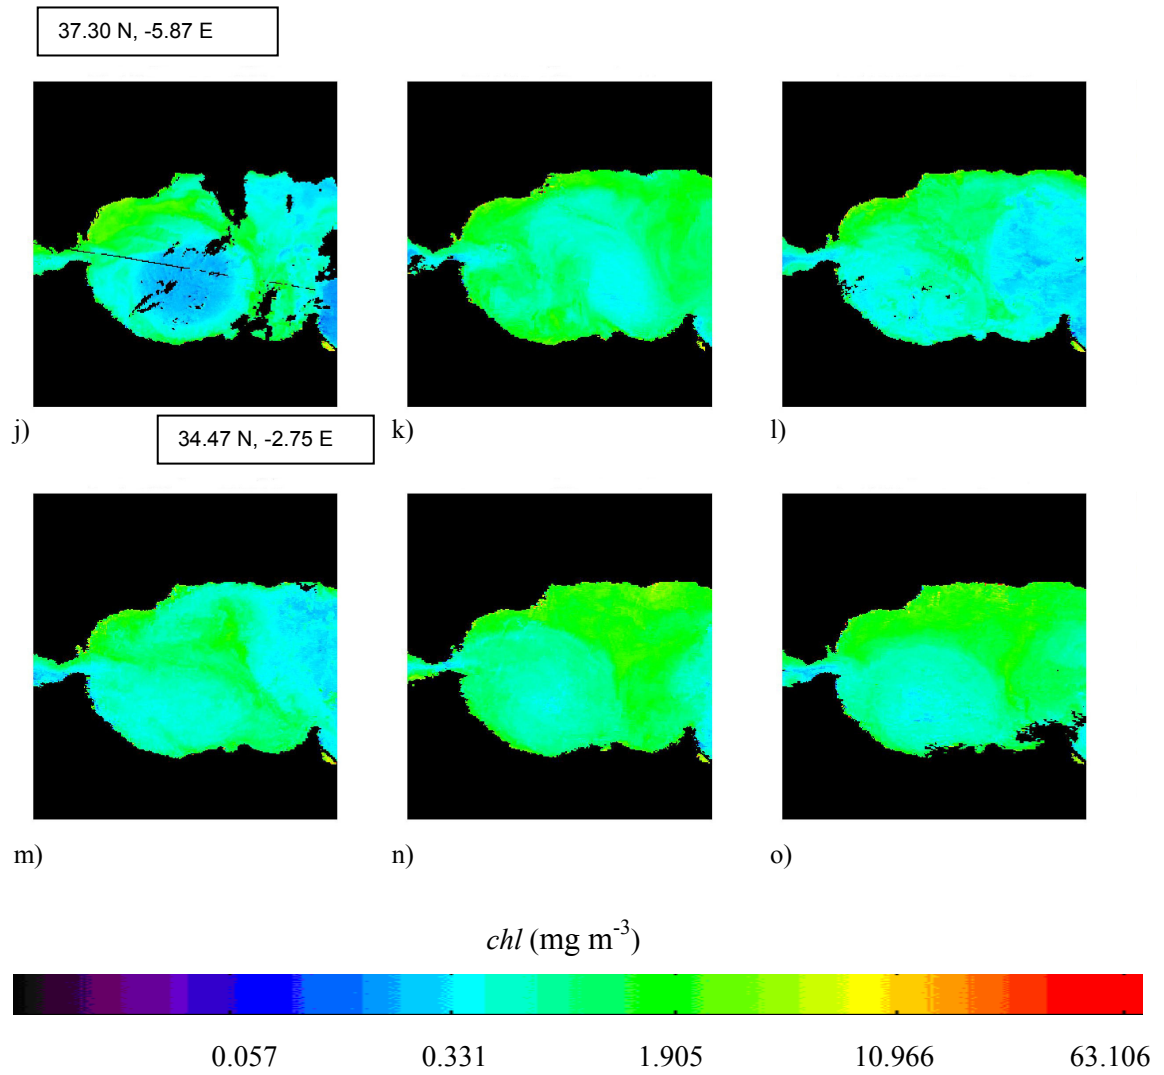 37.30 N, -5.87 E
j)
k)
l)
34.47 N, -2.75 E
m)
n)
o)
chl (mg m-3)
0.057 0.331 1.905 10.966 63.106